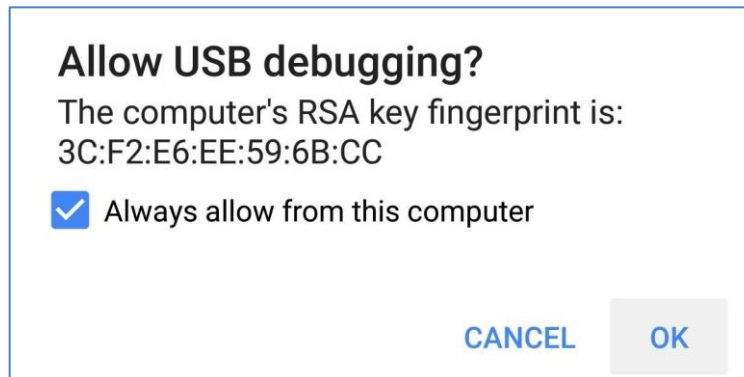 Allow USB debugging?
The computer's RSA key fingerprint is:
3C:F2:E6:EE:59:6B:CC
Always allow from this computer
CANCEL OK